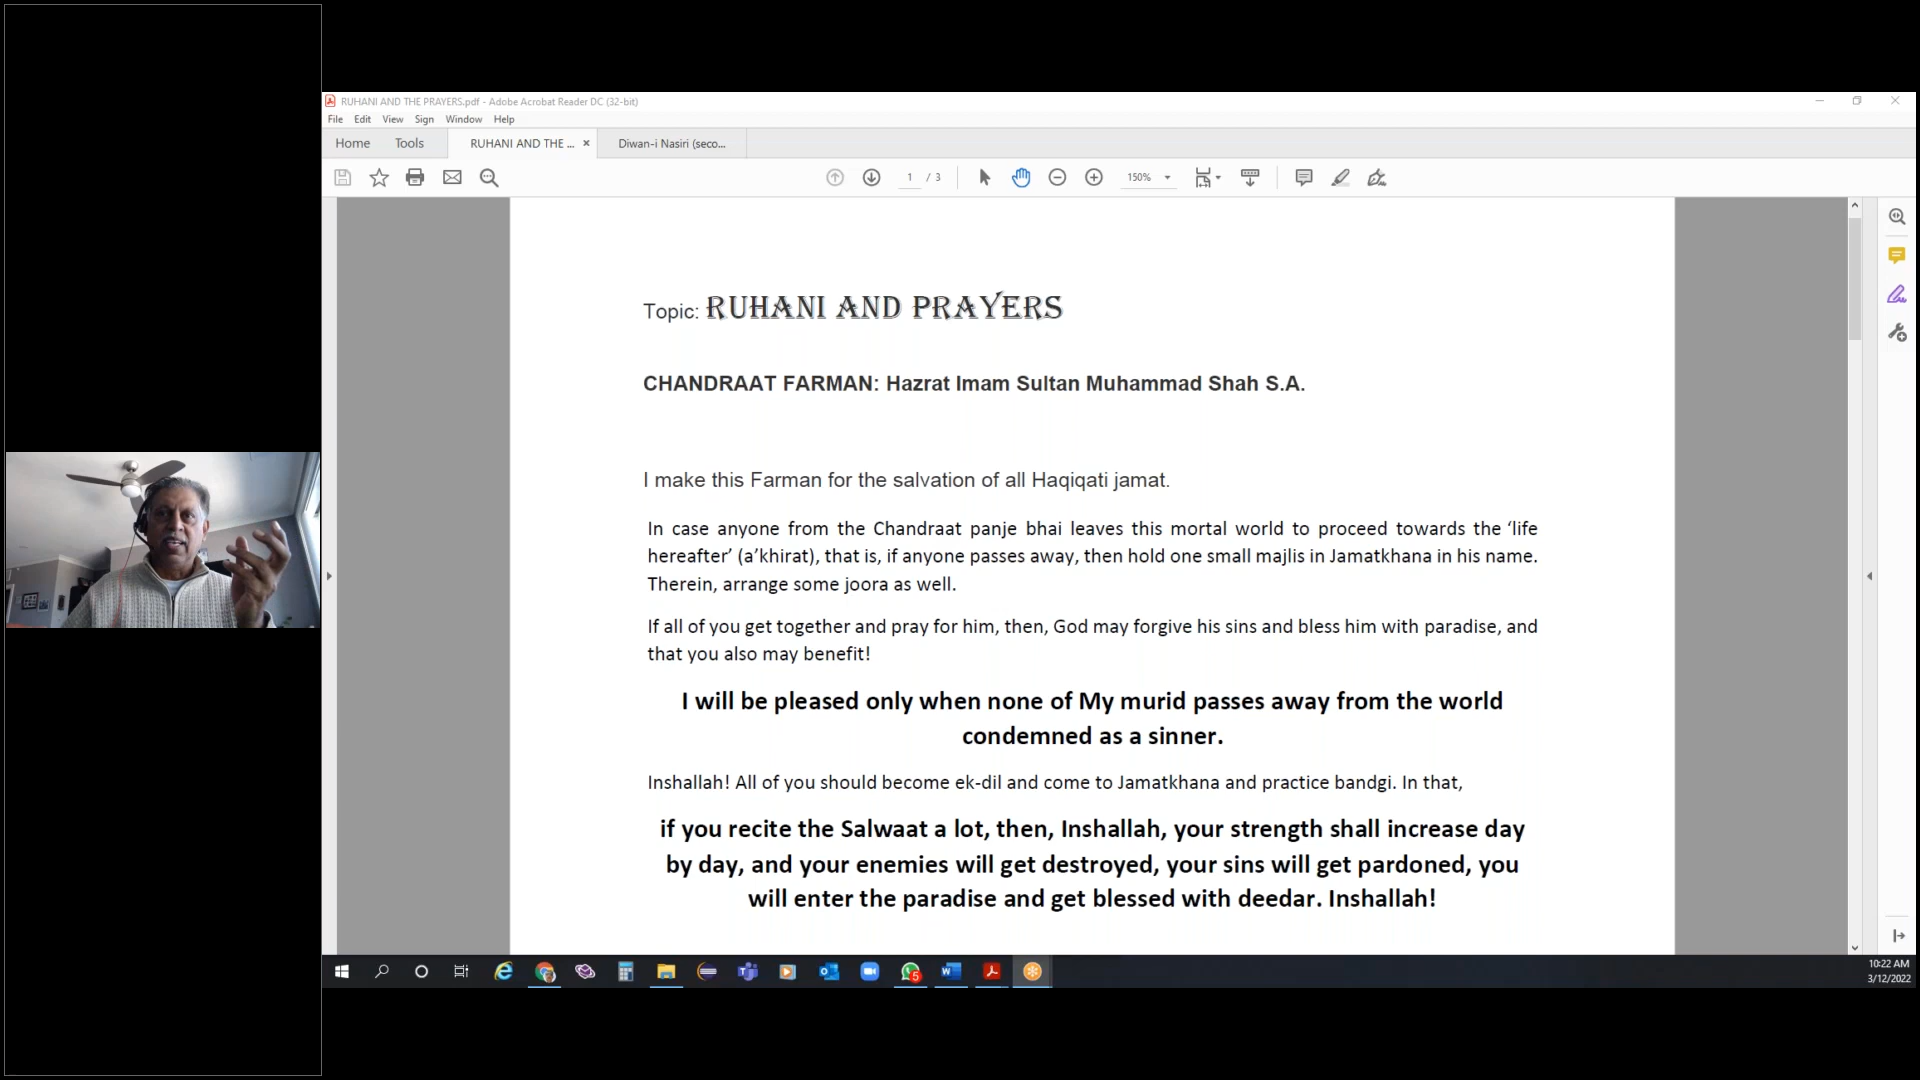 RUHANI AND THE PRAYERS.pdf - Adobe Acrobat Reader DC (32-bit)
File Edit View Sign Window Help
Home Tools RUHANI AND THE ... × Diwan-i Nasiri (seco...
1 / 3 150%
Topic: RUHANI AND PRAYERS
CHANDRAAT FARMAN: Hazrat Imam Sultan Muhammad Shah S.A.
I make this Farman for the salvation of all Haqiqati jamat.
In case anyone from the Chandraat panje bhai leaves this mortal world to proceed towards the ‘life
hereafter’ (a’khirat), that is, if anyone passes away, then hold one small majlis in Jamatkhana in his name.
Therein, arrange some joora as well.
If all of you get together and pray for him, then, God may forgive his sins and bless him with paradise, and
that you also may benefit!
I will be pleased only when none of My murid passes away from the world
condemned as a sinner.
Inshallah! All of you should become ek-dil and come to Jamatkhana and practice bandgi. In that,
if you recite the Salwaat a lot, then, Inshallah, your strength shall increase day
by day, and your enemies will get destroyed, your sins will get pardoned, you
will enter the paradise and get blessed with deedar. Inshallah!
5
10:22 AM
3/12/2022